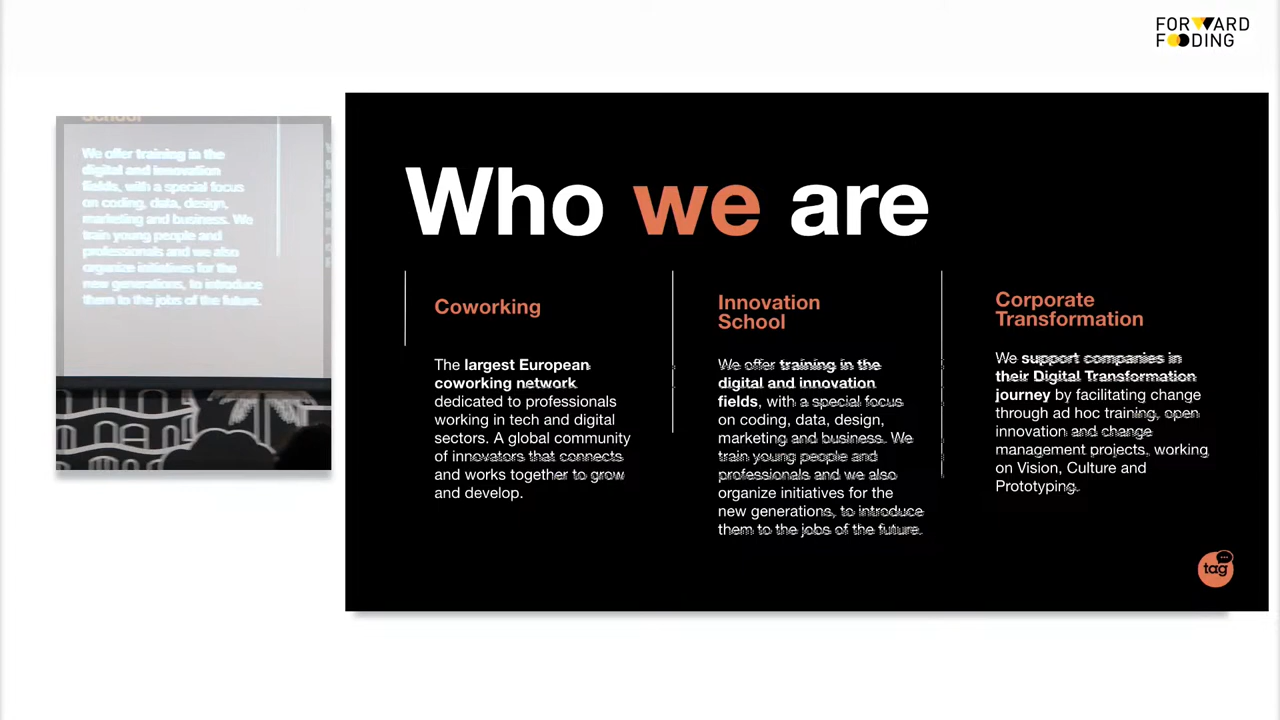 FORWARD
FOODING
School
We offer training in the
digital and innovation
fields, with a special focus
on coding, data, design,
marketing and business. We
train young people and
professionals and we also
organize initiatives for the
new generations, to introduce
them to the jobs of the future.
Who we are
Coworking
The largest European
coworking network
dedicated to professionals
working in tech and digital
sectors. A global community
of innovators that connects
and works together to grow
and develop.
Innovation
School
We offer training in the
digital and innovation
fields, with a special focus
on coding, data, design,
marketing and business. We
train young people and
professionals and we also
organize initiatives for the
new generations, to introduce
them to the jobs of the future.
Corporate
Transformation
We support companies in
their Digital Transformation
journey by facilitating change
through ad hoc training, open
innovation and change
management projects, working
on Vision, Culture and
Prototyping.
tag